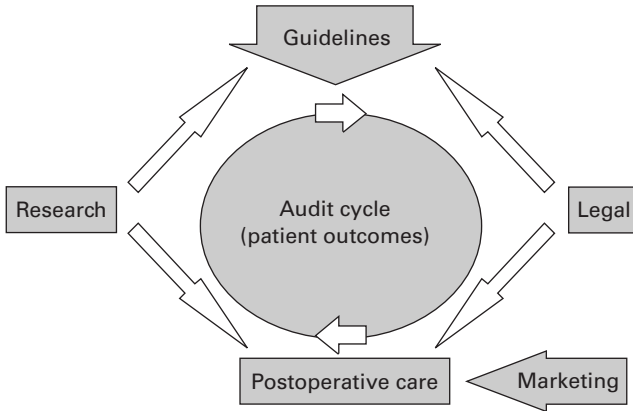 Guidelines
Research
Audit cycle
(patient outcomes)
Legal
Postoperative care
Marketing